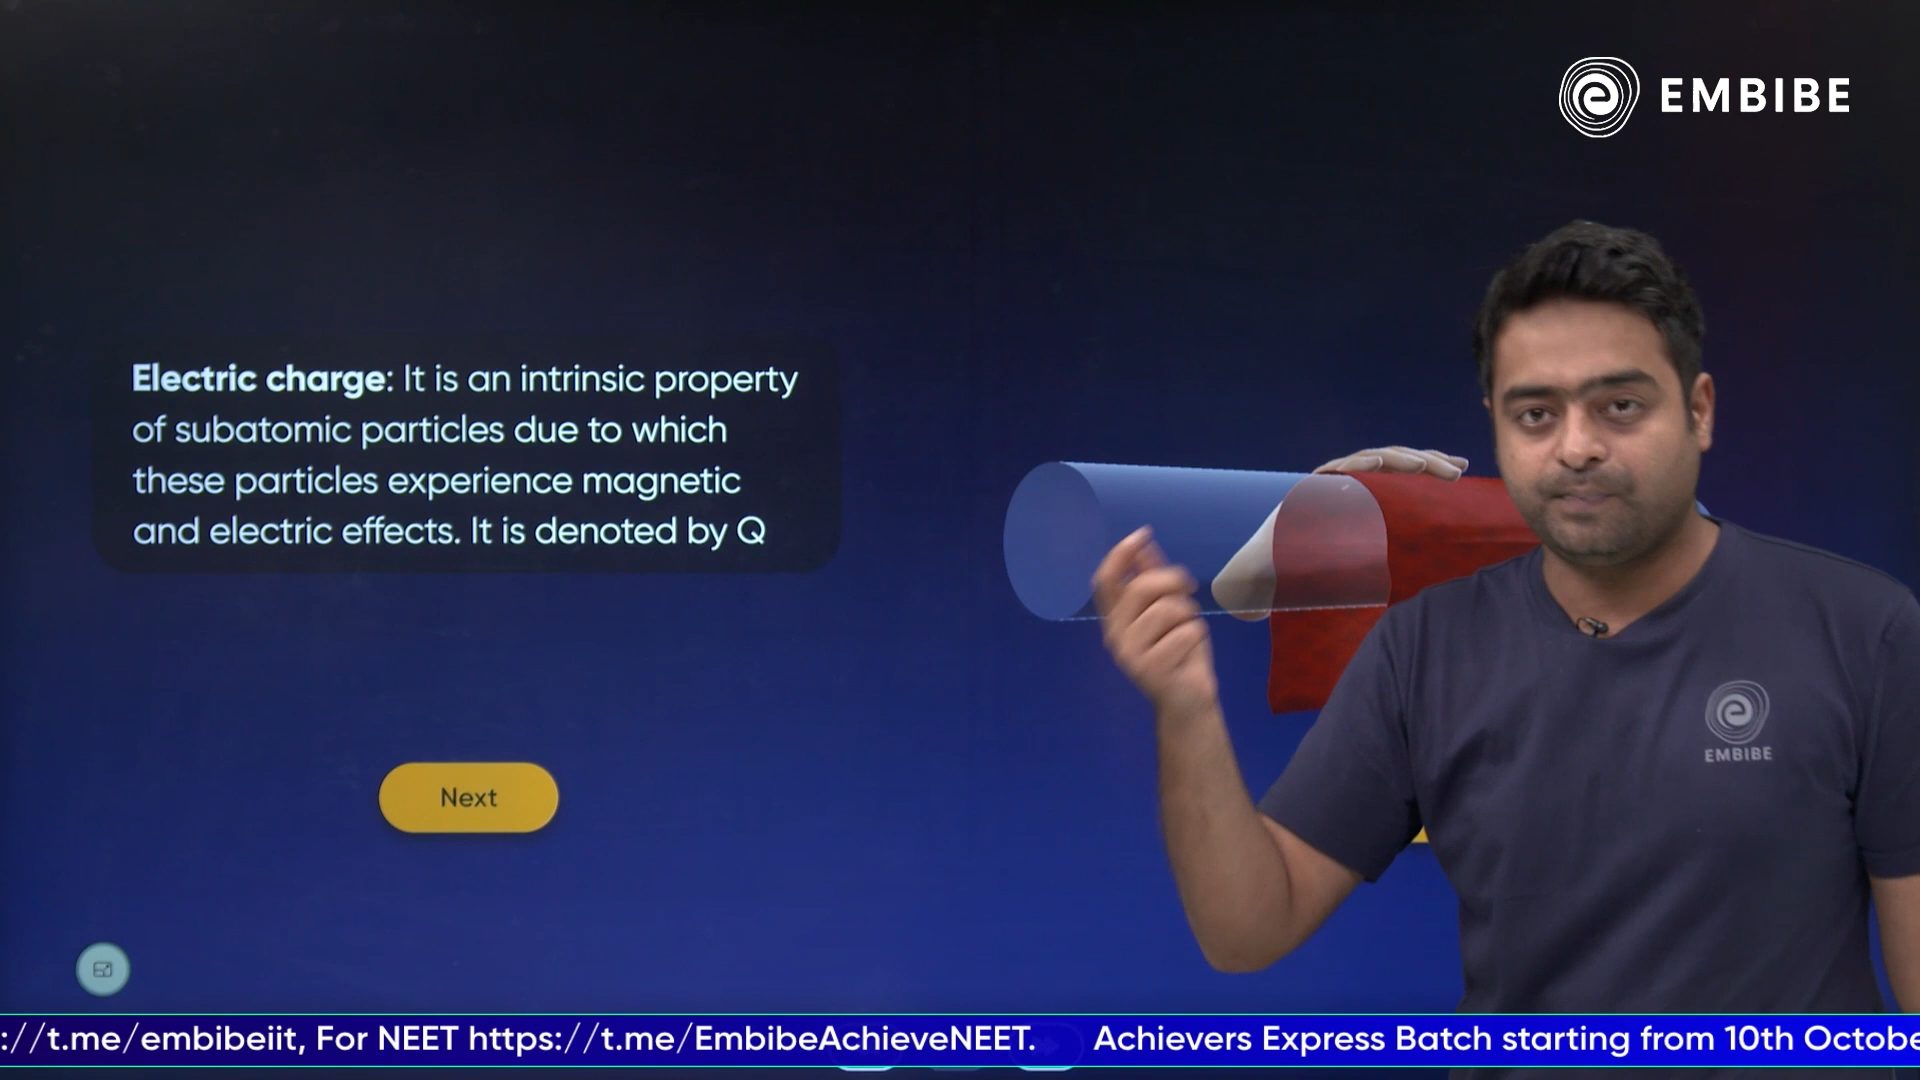 EMBIBE
Electric charge: It is an intrinsic property
of subatomic particles due to which
these particles experience magnetic
and electric effects. It is denoted by Q
EMBIBE
Next
://t.me/embibeiit, For NEET https://t.me/EmbibeAchieveNEET. Achievers Express Batch starting from 10th Octobe